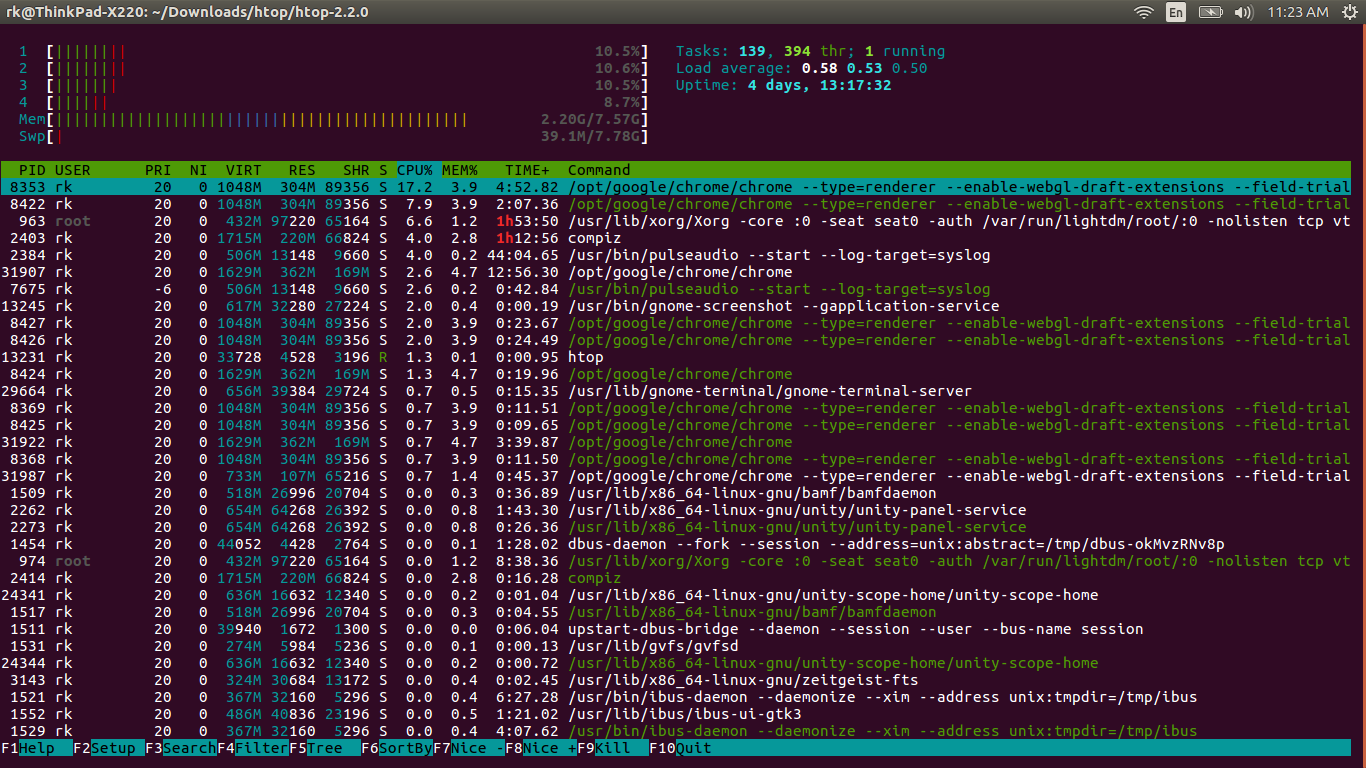 rk@ThinkPad-X220: ~/Downloads/htop/htop-2.2.0 En 11:23 AM
1 [|||||||| 10.5%] Tasks: 139, 394 thr; 1 running
2 [|||||||| 10.6%] Load average: 0.58 0.53 0.50
3 [||||||| 10.5%] Uptime: 4 days, 13:17:32
4 [|||||| 8.7%]
Mem[|||||||||||||||||||||||||||||||||||||||||||||| 2.20G/7.57G]
Swp[| 39.1M/7.78G]
PID USER PRI NI VIRT RES SHR S CPU% MEM% TIME+ Command
8353 rk 20 0 1048M 304M 89356 S 17.2 3.9 4:52.82 /opt/google/chrome/chrome --type=renderer --enable-webgl-draft-extensions --field-trial
8422 rk 20 0 1048M 304M 89356 S 7.9 3.9 2:07.36 /opt/google/chrome/chrome --type=renderer --enable-webgl-draft-extensions --field-trial
963 root 20 0 432M 97220 65164 S 6.6 1.2 1h53:50 /usr/lib/xorg/Xorg -core :0 -seat seat0 -auth /var/run/lightdm/root/:0 -nolisten tcp vt
2403 rk 20 0 1715M 220M 66824 S 4.0 2.8 1h12:56 compiz
2384 rk 20 0 506M 13148 9660 S 4.0 0.2 44:04.65 /usr/bin/pulseaudio --start --log-target=syslog
31907 rk 20 0 1629M 362M 169M S 2.6 4.7 12:56.30 /opt/google/chrome/chrome
7675 rk -6 0 506M 13148 9660 S 2.6 0.2 0:42.84 /usr/bin/pulseaudio --start --log-target=syslog
13245 rk 20 0 617M 32280 27224 S 2.0 0.4 0:00.19 /usr/bin/gnome-screenshot --gapplication-service
8427 rk 20 0 1048M 304M 89356 S 2.0 3.9 0:23.67 /opt/google/chrome/chrome --type=renderer --enable-webgl-draft-extensions --field-trial
8426 rk 20 0 1048M 304M 89356 S 2.0 3.9 0:24.49 /opt/google/chrome/chrome --type=renderer --enable-webgl-draft-extensions --field-trial
13231 rk 20 0 33728 4528 3196 R 1.3 0.1 0:00.95 htop
8424 rk 20 0 1629M 362M 169M S 1.3 4.7 0:19.96 /opt/google/chrome/chrome
29664 rk 20 0 656M 39384 29724 S 0.7 0.5 0:15.35 /usr/lib/gnome-terminal/gnome-terminal-server
8369 rk 20 0 1048M 304M 89356 S 0.7 3.9 0:11.51 /opt/google/chrome/chrome --type=renderer --enable-webgl-draft-extensions --field-trial
8425 rk 20 0 1048M 304M 89356 S 0.7 3.9 0:09.65 /opt/google/chrome/chrome --type=renderer --enable-webgl-draft-extensions --field-trial
31922 rk 20 0 1629M 362M 169M S 0.7 4.7 3:39.87 /opt/google/chrome/chrome
8368 rk 20 0 1048M 304M 89356 S 0.7 3.9 0:11.50 /opt/google/chrome/chrome --type=renderer --enable-webgl-draft-extensions --field-trial
31987 rk 20 0 733M 107M 65216 S 0.7 1.4 0:45.37 /opt/google/chrome/chrome --type=renderer --enable-webgl-draft-extensions --field-trial
1509 rk 20 0 518M 26996 20704 S 0.0 0.3 0:36.89 /usr/lib/x86_64-linux-gnu/bamf/bamfdaemon
2262 rk 20 0 654M 64268 26392 S 0.0 0.8 1:43.30 /usr/lib/x86_64-linux-gnu/unity/unity-panel-service
2273 rk 20 0 654M 64268 26392 S 0.0 0.8 0:26.36 /usr/lib/x86_64-linux-gnu/unity/unity-panel-service
1454 rk 20 0 44052 4428 2764 S 0.0 0.1 1:28.02 dbus-daemon --fork --session --address=unix:abstract=/tmp/dbus-okMvzRNv8p
974 root 20 0 432M 97220 65164 S 0.0 1.2 8:38.36 /usr/lib/xorg/Xorg -core :0 -seat seat0 -auth /var/run/lightdm/root/:0 -nolisten tcp vt
2414 rk 20 0 1715M 220M 66824 S 0.0 2.8 0:16.28 compiz
24341 rk 20 0 636M 16632 12340 S 0.0 0.2 0:01.04 /usr/lib/x86_64-linux-gnu/unity-scope-home/unity-scope-home
1517 rk 20 0 518M 26996 20704 S 0.0 0.3 0:04.55 /usr/lib/x86_64-linux-gnu/bamf/bamfdaemon
1511 rk 20 0 39940 1672 1300 S 0.0 0.0 0:06.04 upstart-dbus-bridge --daemon --session --user --bus-name session
1531 rk 20 0 274M 5984 5236 S 0.0 0.1 0:00.13 /usr/lib/gvfs/gvfsd
24344 rk 20 0 636M 16632 12340 S 0.0 0.2 0:00.72 /usr/lib/x86_64-linux-gnu/unity-scope-home/unity-scope-home
3143 rk 20 0 324M 30684 13172 S 0.0 0.4 0:02.45 /usr/lib/x86_64-linux-gnu/zeitgeist-fts
1521 rk 20 0 367M 32160 5296 S 0.0 0.4 6:27.28 /usr/bin/ibus-daemon --daemonize --xim --address unix:tmpdir=/tmp/ibus
1552 rk 20 0 486M 40836 23196 S 0.0 0.5 1:21.02 /usr/lib/ibus/ibus-ui-gtk3
1529 rk 20 0 367M 32160 5296 S 0.0 0.4 4:07.62 /usr/bin/ibus-daemon --daemonize --xim --address unix:tmpdir=/tmp/ibus
F1Help F2Setup F3SearchF4FilterF5Tree F6SortByF7Nice -F8Nice +F9Kill F10Quit